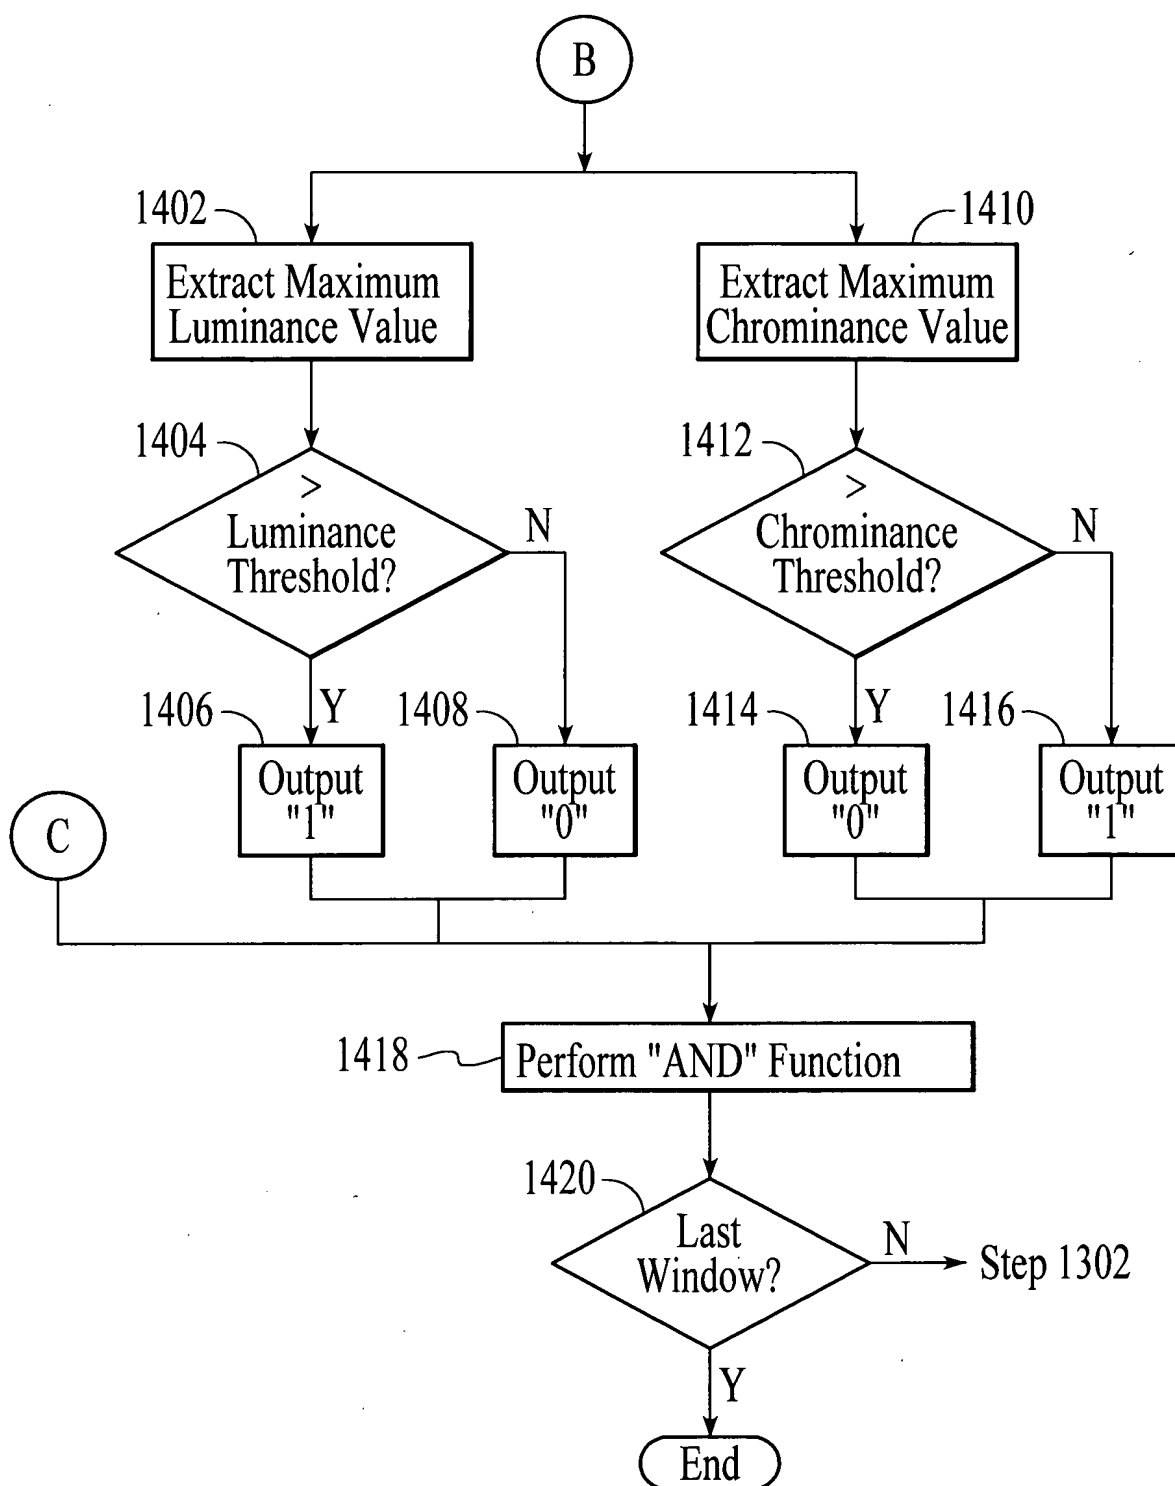 B
1402
1410
Extract Maximum
Luminance Value
Extract Maximum
Chrominance Value
1404
1412
>
Luminance
Threshold?
N
>
Chrominance
Threshold?
N
1406
Y
1408
1414
Y
1416
Output
"1"
Output
"0"
Output
"0"
Output
"1"
C
1418
Perform "AND" Function
1420
Last
Window?
N
Step 1302
Y
End